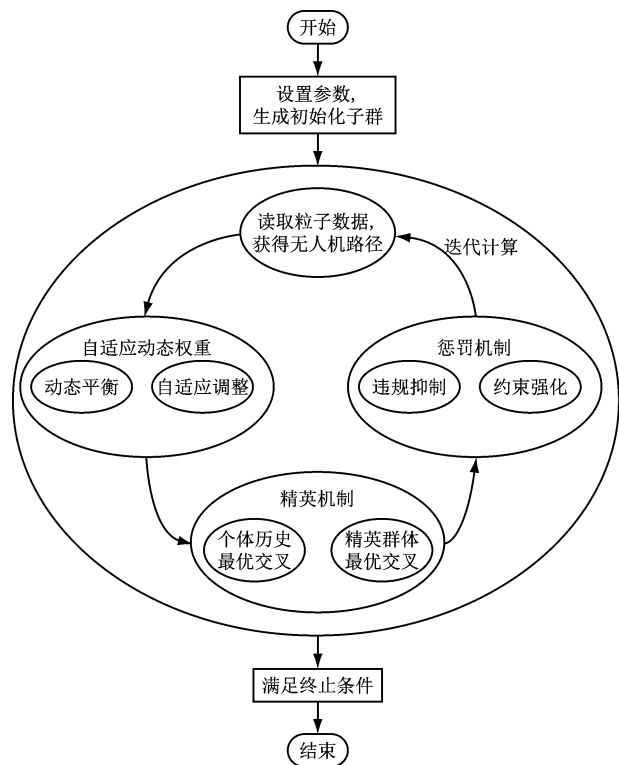 开始
设置参数,
生成初始化子群
读取粒子数据,
获得无人机路径
迭代计算
自适应动态权重
动态平衡
自适应调整
惩罚机制
违规抑制
约束强化
精英机制
个体历史
最优交叉
精英群体
最优交叉
满足终止条件
结束